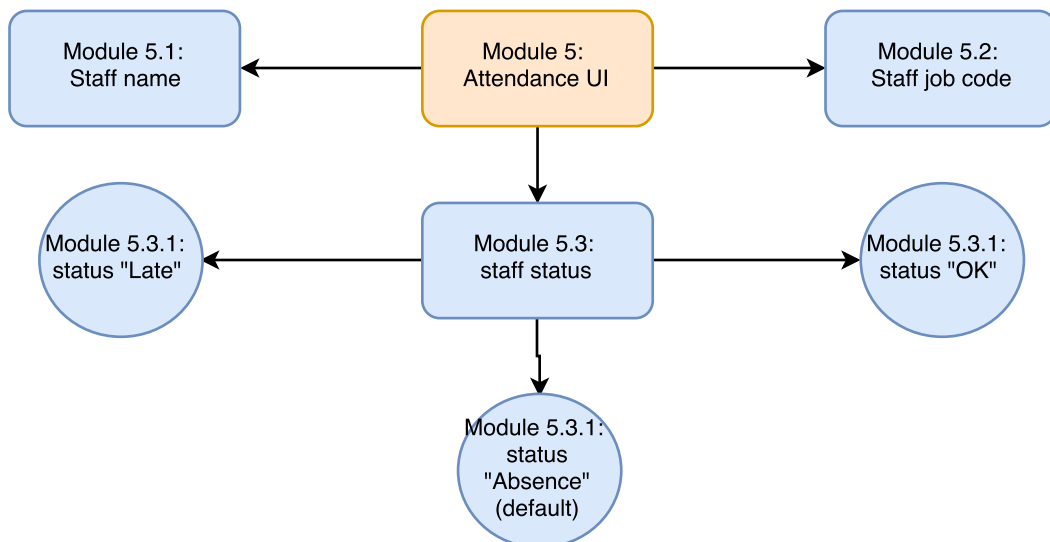 Module 5.1:
Staff name
Module 5:
Attendance UI
Module 5.2:
Staff job code
Module 5.3.1:
status "Late"
Module 5.3:
staff status
Module 5.3.1:
status "OK"
Module 5.3.1:
status
"Absence"
(default)